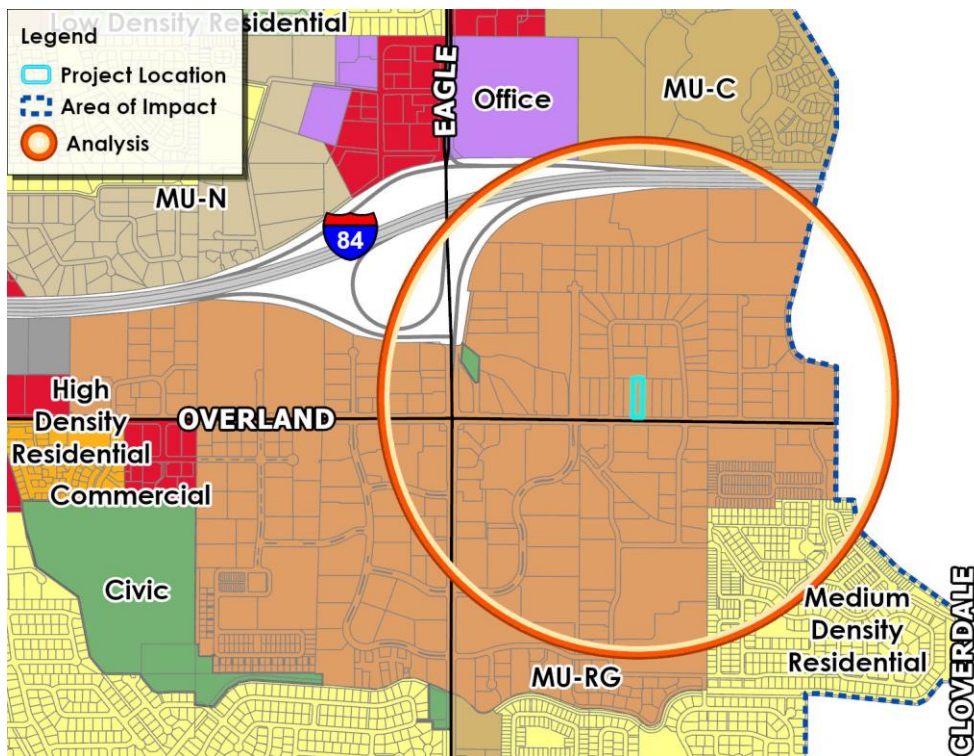 Low Density Residential
Legend
Project Location
Area of Impact
Analysis
EAGLE
Office
MU-C
MU-N
84
High
Density
Residential
OVERLAND
Commercial
Civic
MU-RG
Medium
Density
Residential
CLOVERDALE